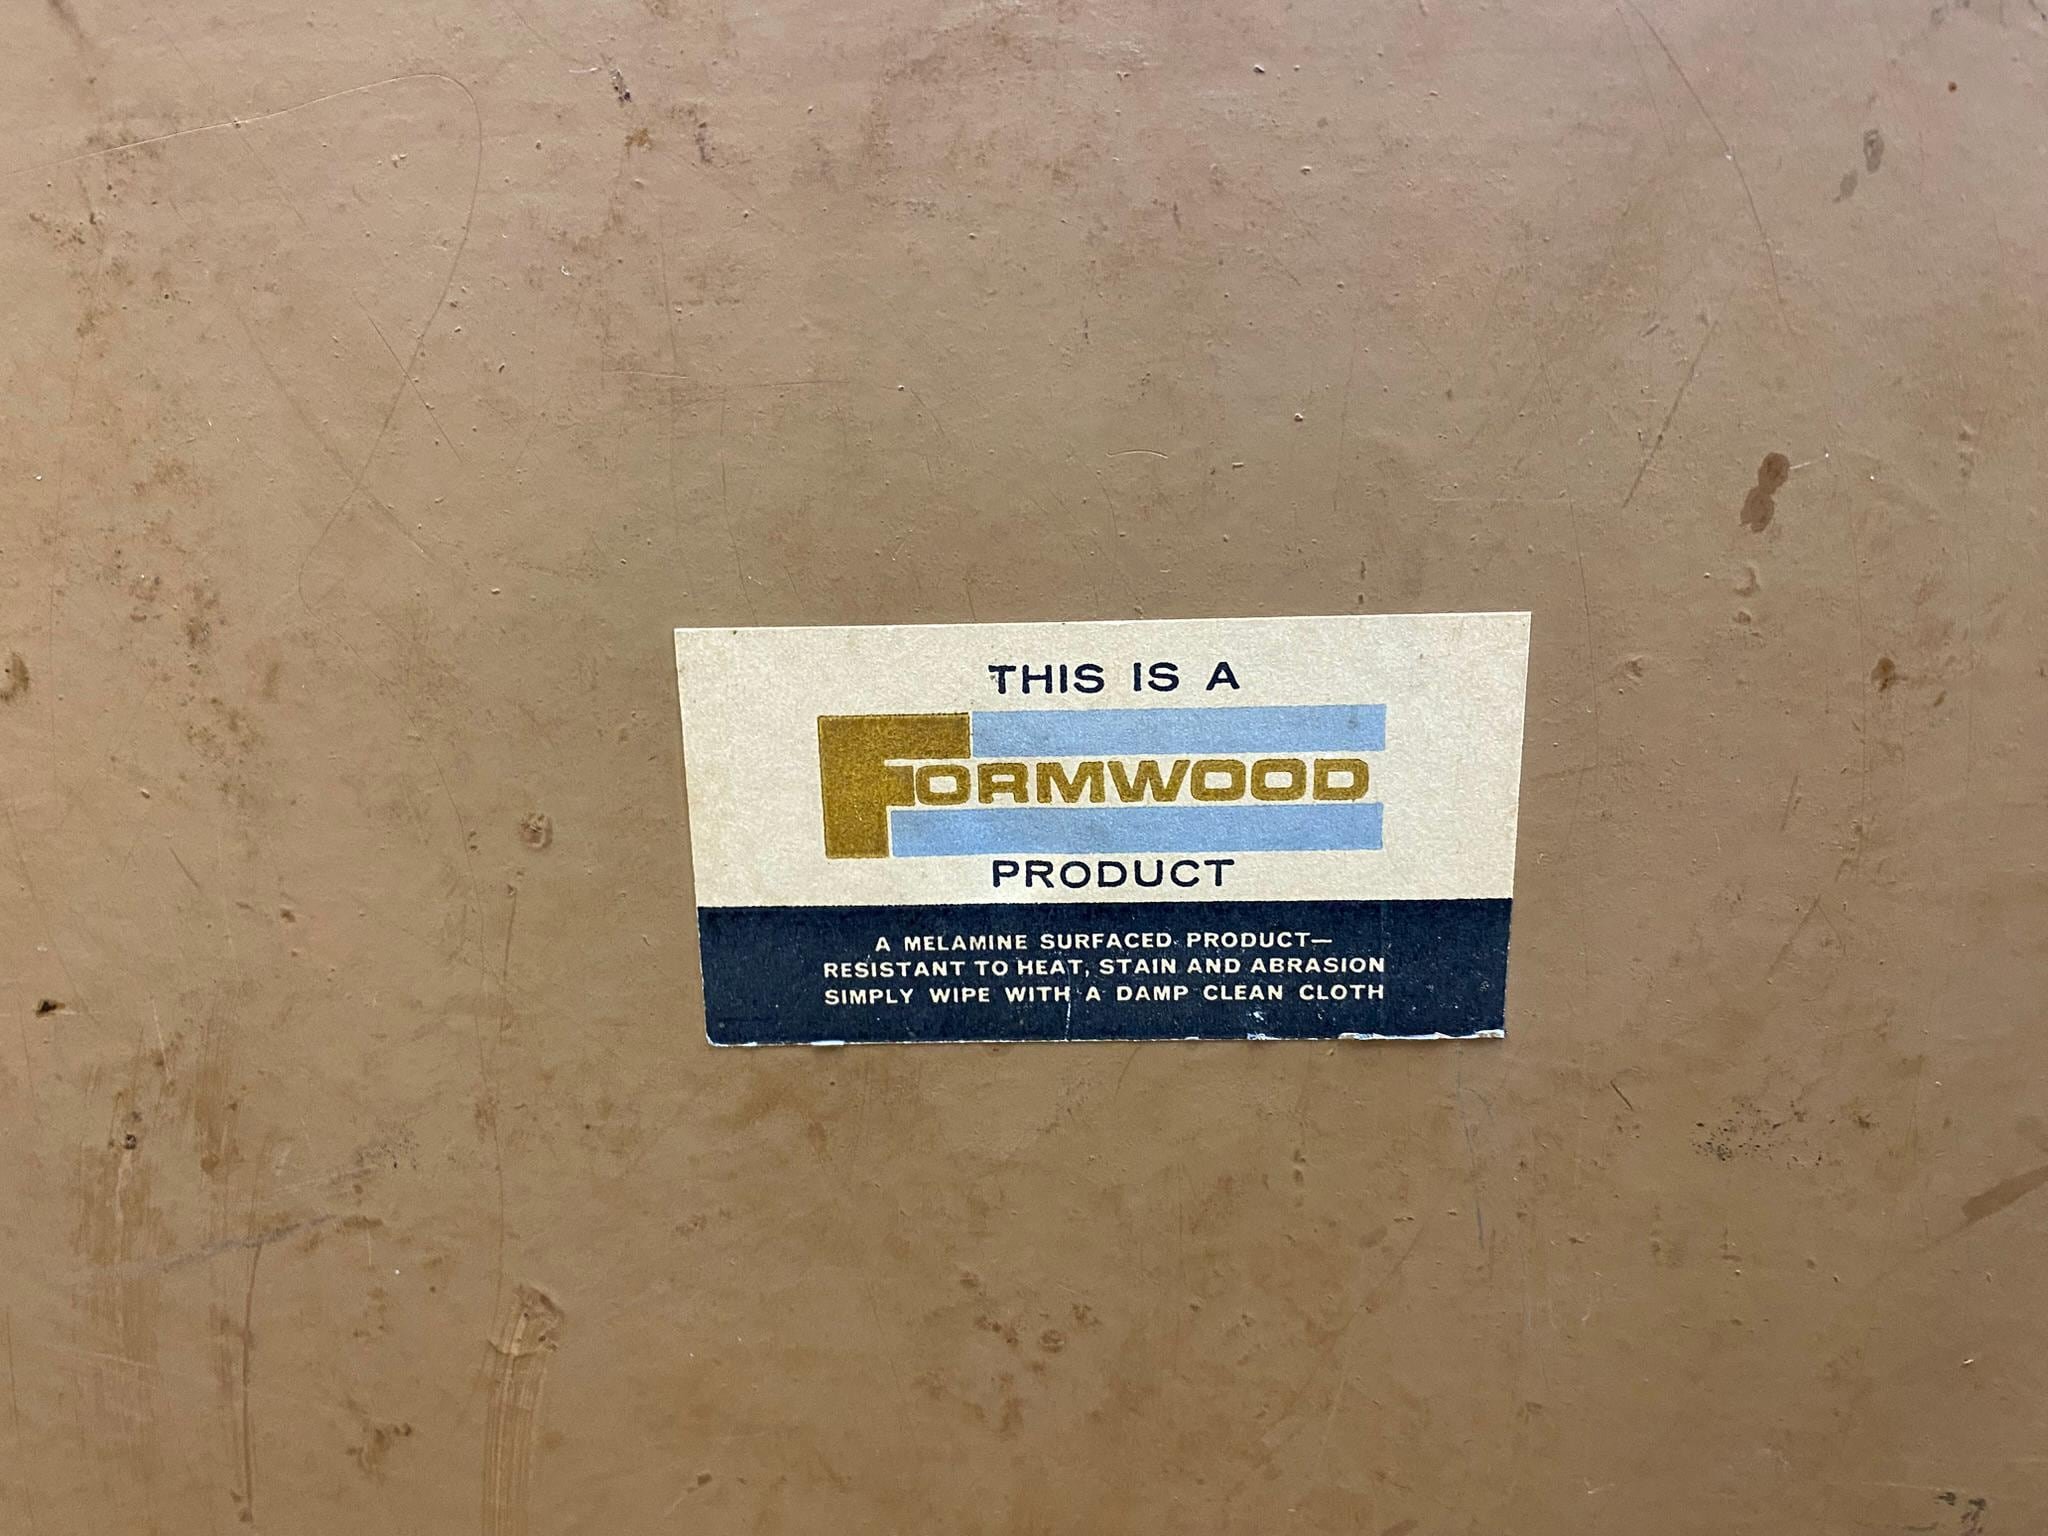 THIS IS A
FORMWOOD
PRODUCT
A MELAMINE SURFACED PRODUCT—
RESISTANT TO HEAT, STAIN AND ABRASION
SIMPLY WIPE WITH A DAMP CLEAN CLOTH